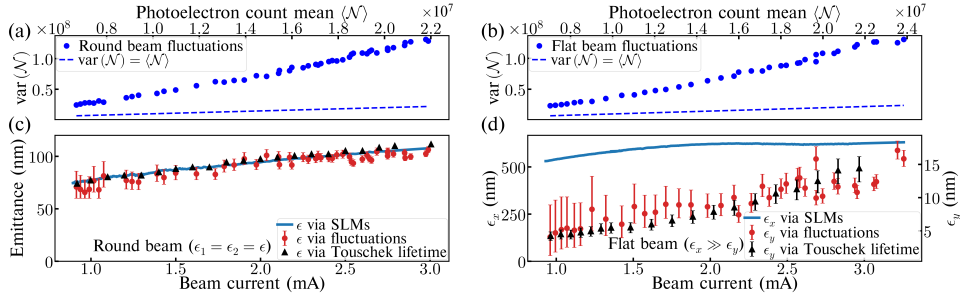 Photoelectron count mean ⟨𝒩⟩
×10⁸ 0.8 1.0 1.2 1.4 1.6 1.8 2.0 2.2 ×10⁷
(a)
Round beam fluctuations
var(𝒩) = ⟨𝒩⟩
var(𝒩)
1.0
0.5
(c)
Emittance (nm)
100
50
0
ϵ via SLMs
ϵ via fluctuations
ϵ via Touschek lifetime
Round beam (ϵ₁ = ϵ₂ = ϵ)
1.0 1.5 2.0 2.5 3.0
Beam current (mA)
Photoelectron count mean ⟨𝒩⟩
×10⁸ 0.8 1.0 1.2 1.4 1.6 1.8 2.0 2.2 2.4 ×10⁷
(b)
Flat beam fluctuations
var(𝒩) = ⟨𝒩⟩
var(𝒩)
1.0
0.5
(d)
ϵₓ (nm)
500
250
0
15
10
5
ϵᵧ (nm)
ϵₓ via SLMs
ϵᵧ via fluctuations
ϵᵧ via Touschek lifetime
Flat beam (ϵₓ ≫ ϵᵧ)
1.0 1.5 2.0 2.5 3.0
Beam current (mA)